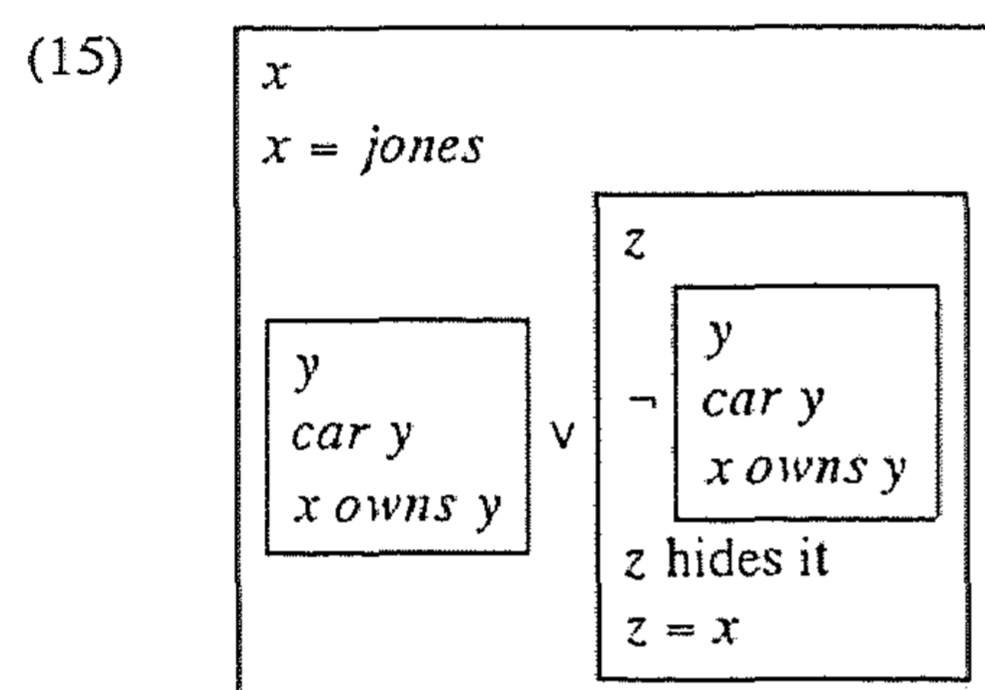 (15)
x
x = jones
y
car y
x owns y
∨
z
¬
y
car y
x owns y
z hides it
z = x